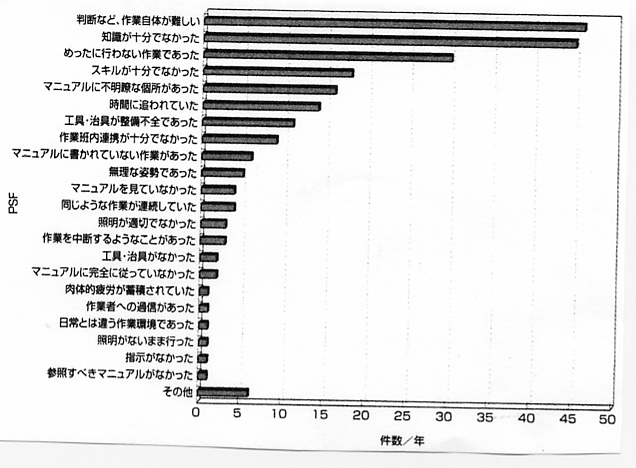 判断など、作業自体が難しい
知識が十分でなかった
めったに行わない作業であった
スキルが十分でなかった
マニュアルに不明瞭な個所があった
時間に追われていた
工具・治具が整備不全であった
作業班内連携が十分でなかった
マニュアルに書かれていない作業があった
無理な姿勢であった
マニュアルを見ていなかった
同じような作業が連続していた
照明が適切でなかった
作業を中断するようなことがあった
工具・治具がなかった
マニュアルに完全に従っていなかった
肉体的疲労が蓄積されていた
作業者への過信があった
日常とは違う作業環境であった
照明がないまま行った
指示がなかった
参照すべきマニュアルがなかった
その他
PSF
0 5 10 15 20 25 30 35 40 45 50
件数/年